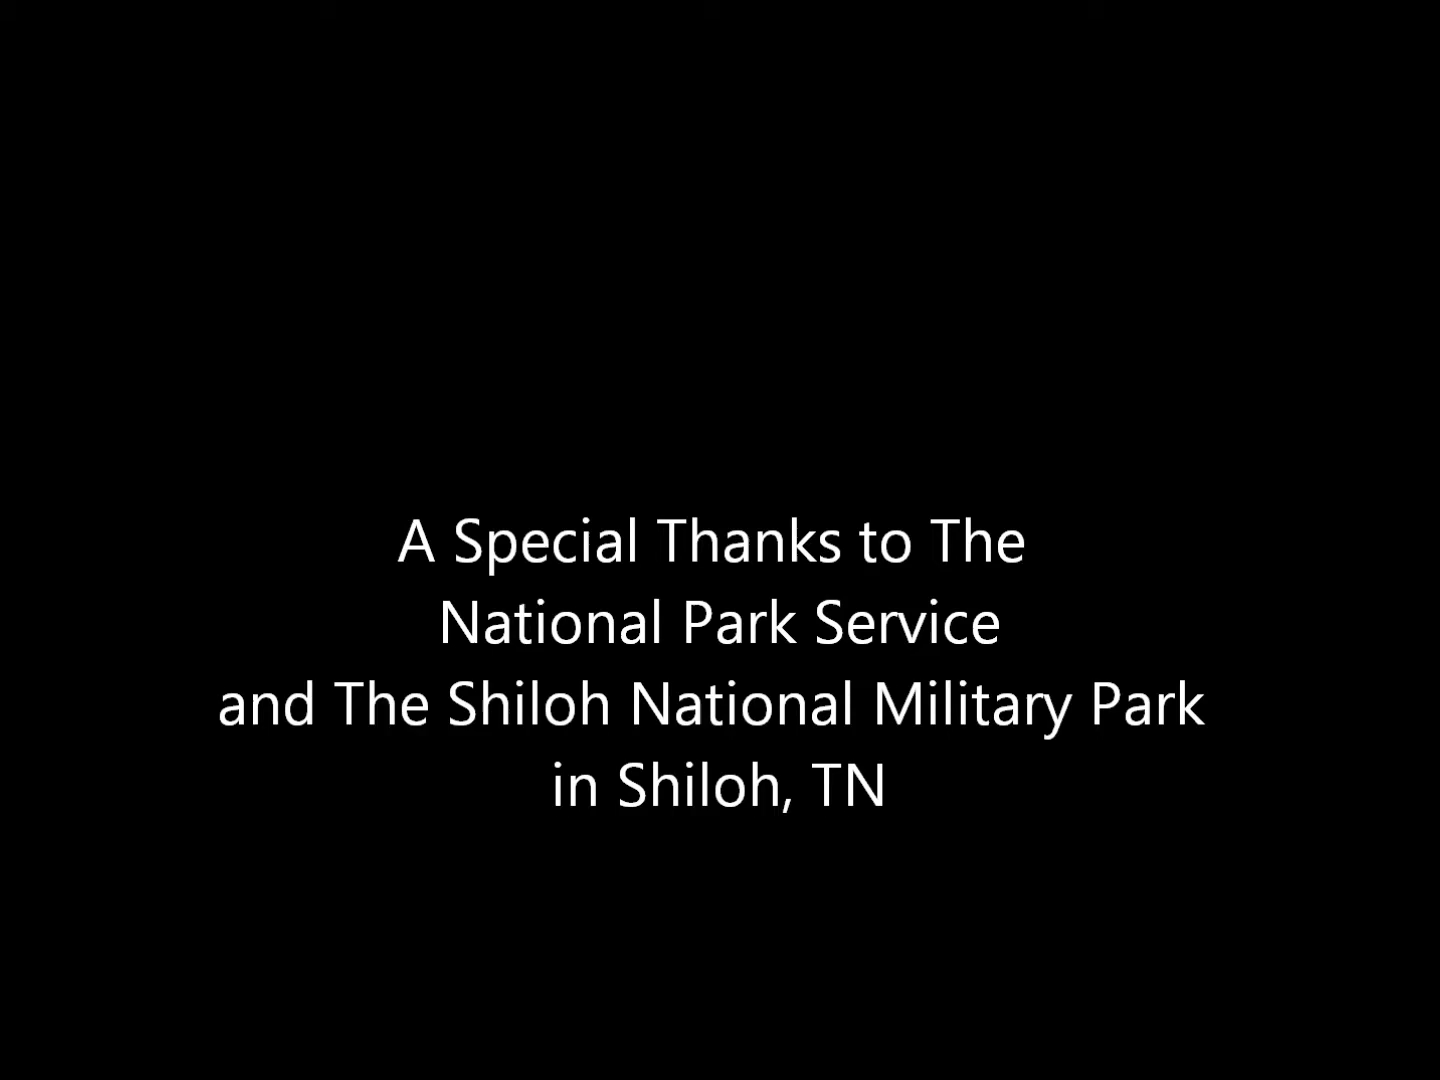 A Special Thanks to The
National Park Service
and The Shiloh National Military Park
in Shiloh, TN